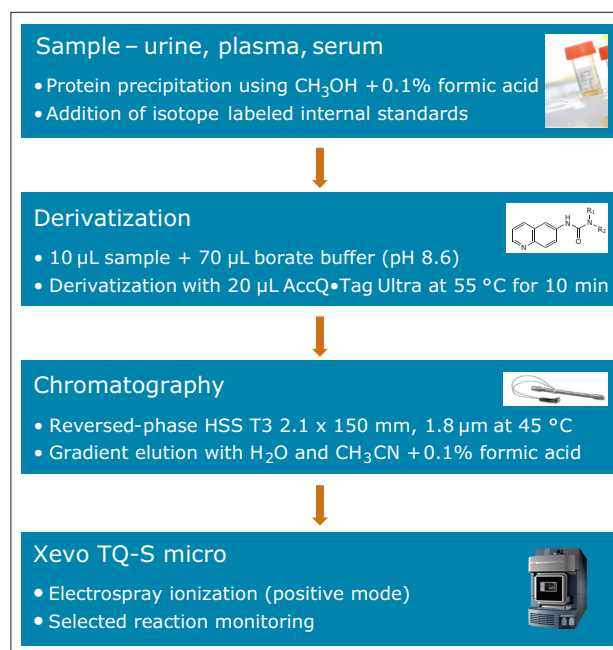 Sample – urine, plasma, serum
• Protein precipitation using CH₃OH + 0.1% formic acid
• Addition of isotope labeled internal standards
Derivatization
• 10 µL sample + 70 µL borate buffer (pH 8.6)
• Derivatization with 20 µL AccQ•Tag Ultra at 55 °C for 10 min
H
N
O
N
R₁
R₂
N
Chromatography
• Reversed-phase HSS T3 2.1 x 150 mm, 1.8 µm at 45 °C
• Gradient elution with H₂O and CH₃CN + 0.1% formic acid
Xevo TQ-S micro
• Electrospray ionization (positive mode)
• Selected reaction monitoring